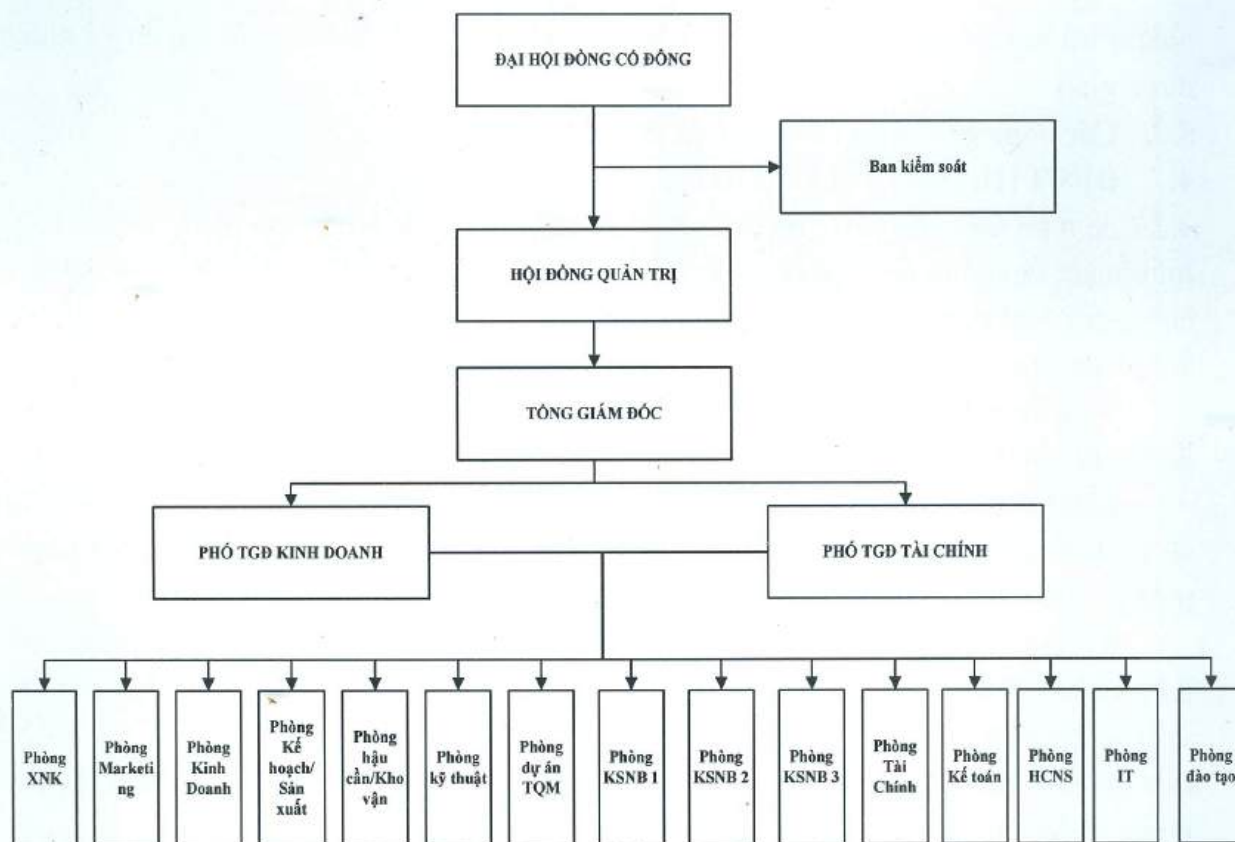 ĐẠI HỘI ĐỒNG CỔ ĐÔNG
Ban kiểm soát
HỘI ĐỒNG QUẢN TRỊ
TỔNG GIÁM ĐỐC
PHÓ TGĐ KINH DOANH
PHÓ TGĐ TÀI CHÍNH
Phòng
XNK
Phòng
Marketi
ng
Phòng
Kinh
Doanh
Phòng
Kế
hoạch/
Sản
xuất
Phòng
hậu
cần/Kho
vận
Phòng
kỹ thuật
Phòng
dự án
TQM
Phòng
KSNB 1
Phòng
KSNB 2
Phòng
KSNB 3
Phòng
Tài
Chính
Phòng
Kế toán
Phòng
HCNS
Phòng
IT
Phòng
đào tạo